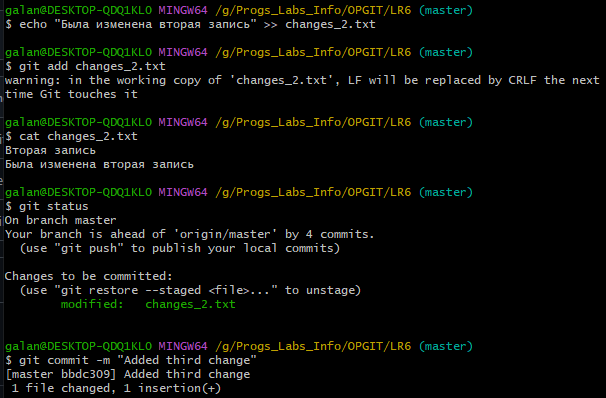 galan@DESKTOP-QDQ1KLO MINGW64 /g/Progs_Labs_Info/OPGIT/LR6 (master)
$ echo "Была изменена вторая запись" >> changes_2.txt
galan@DESKTOP-QDQ1KLO MINGW64 /g/Progs_Labs_Info/OPGIT/LR6 (master)
$ git add changes_2.txt
warning: in the working copy of 'changes_2.txt', LF will be replaced by CRLF the next
time Git touches it
galan@DESKTOP-QDQ1KLO MINGW64 /g/Progs_Labs_Info/OPGIT/LR6 (master)
$ cat changes_2.txt
Вторая запись
Была изменена вторая запись
galan@DESKTOP-QDQ1KLO MINGW64 /g/Progs_Labs_Info/OPGIT/LR6 (master)
$ git status
On branch master
Your branch is ahead of 'origin/master' by 4 commits.
  (use "git push" to publish your local commits)
Changes to be committed:
  (use "git restore --staged <file>..." to unstage)
        modified:   changes_2.txt
galan@DESKTOP-QDQ1KLO MINGW64 /g/Progs_Labs_Info/OPGIT/LR6 (master)
$ git commit -m "Added third change"
[master bbdc309] Added third change
 1 file changed, 1 insertion(+)